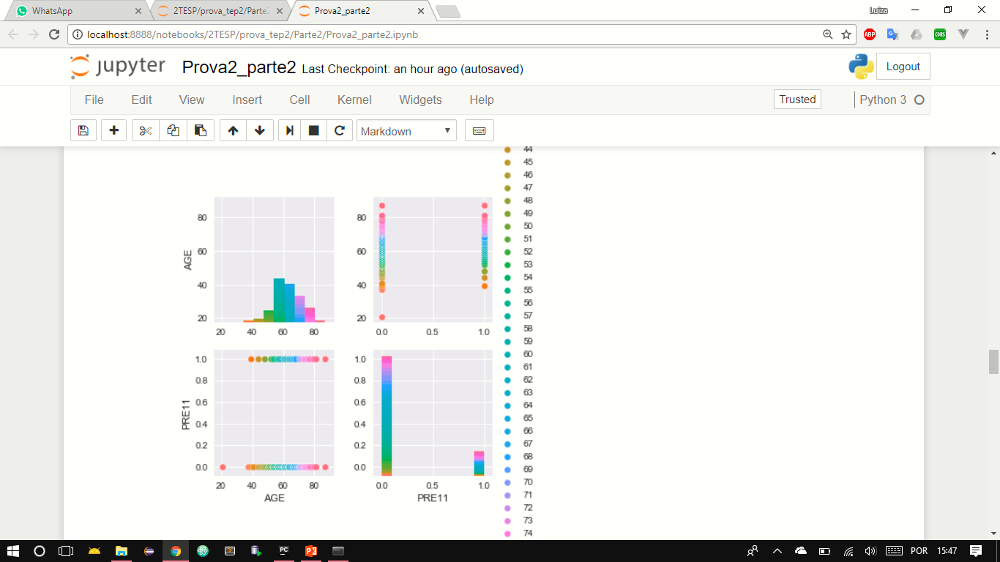 WhatsApp
2TESP/prova_tep2/Parte2
Prova2_parte2
Luiza
localhost:8888/notebooks/2TESP/prova_tep2/Parte2/Prova2_parte2.ipynb
ABP
CORS
jupyter
Prova2_parte2 Last Checkpoint: an hour ago (autosaved)
Logout
File Edit View Insert Cell Kernel Widgets Help
Trusted
Python 3
Markdown
AGE
80
60
40
20
20 40 60 80
80
60
40
20
0.0 0.5 1.0
PRE11
1.0
0.8
0.6
0.4
0.2
0.0
20 40 60 80
AGE
1.0
0.8
0.6
0.4
0.2
0.0
0.0 0.5 1.0
PRE11
44
45
46
47
48
49
50
51
52
53
54
55
56
57
58
59
60
61
62
63
64
65
66
67
68
69
70
71
72
73
74
PC
POR
15:47